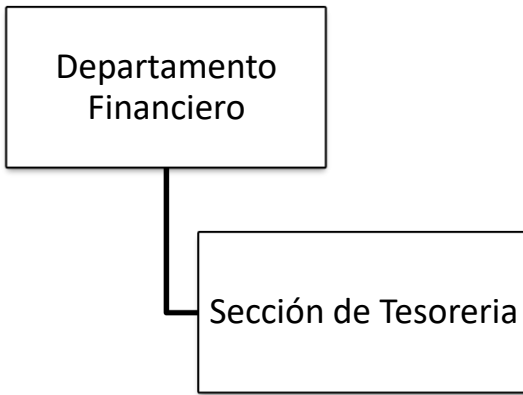 Departamento
Financiero
Sección de Tesoreria